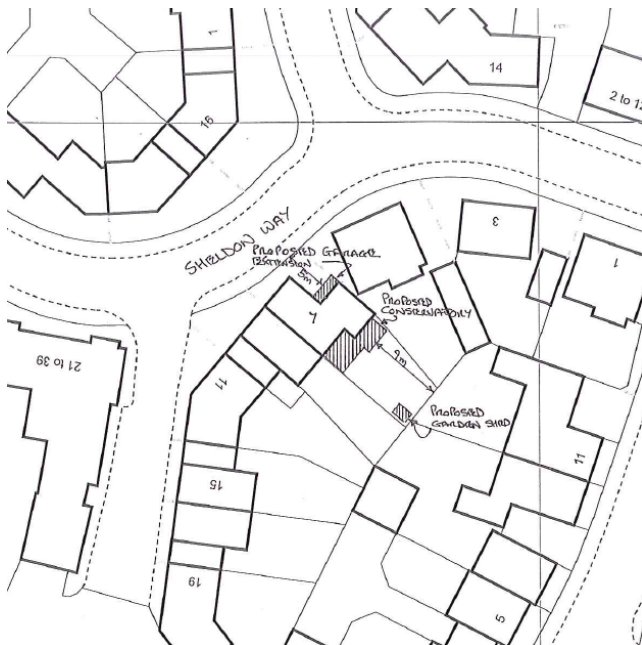 1
14
2 to 12
16
3
SHELDON WAY
PROPOSED GARAGE
EXTENSION
5m
1
PROPOSED
CONSERVATORY
7
21 to 39
9m
11
PROPOSED
GARDEN SHED
11
15
19
5